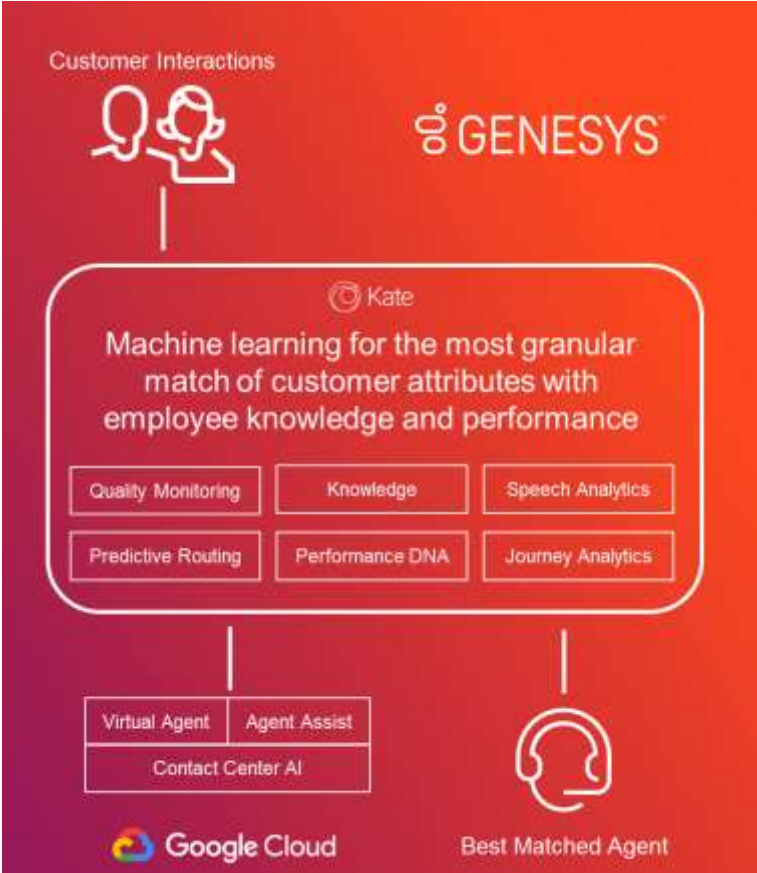 Customer Interactions
GENESYS™
Kate
Machine learning for the most granular
match of customer attributes with
employee knowledge and performance
Quality Monitoring
Knowledge
Speech Analytics
Predictive Routing
Performance DNA
Journey Analytics
Virtual Agent
Agent Assist
Contact Center AI
Google Cloud
Best Matched Agent